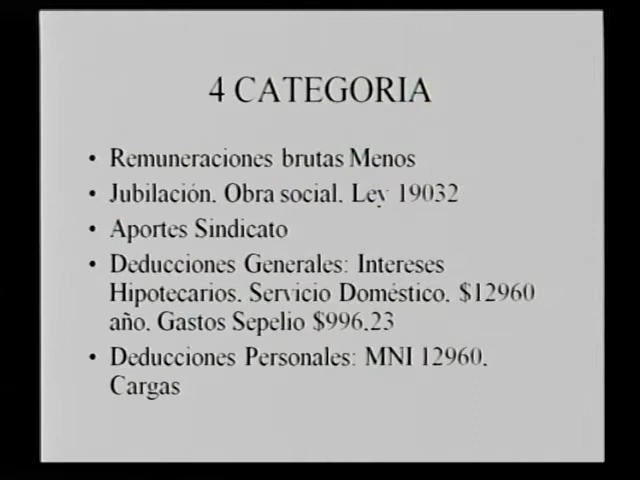 4 CATEGORIA
• Remuneraciones brutas Menos
• Jubilación. Obra social. Ley 19032
• Aportes Sindicato
• Deducciones Generales: Intereses
Hipotecarios. Servicio Doméstico. $12960
año. Gastos Sepelio $996.23
• Deducciones Personales: MNI 12960.
Cargas